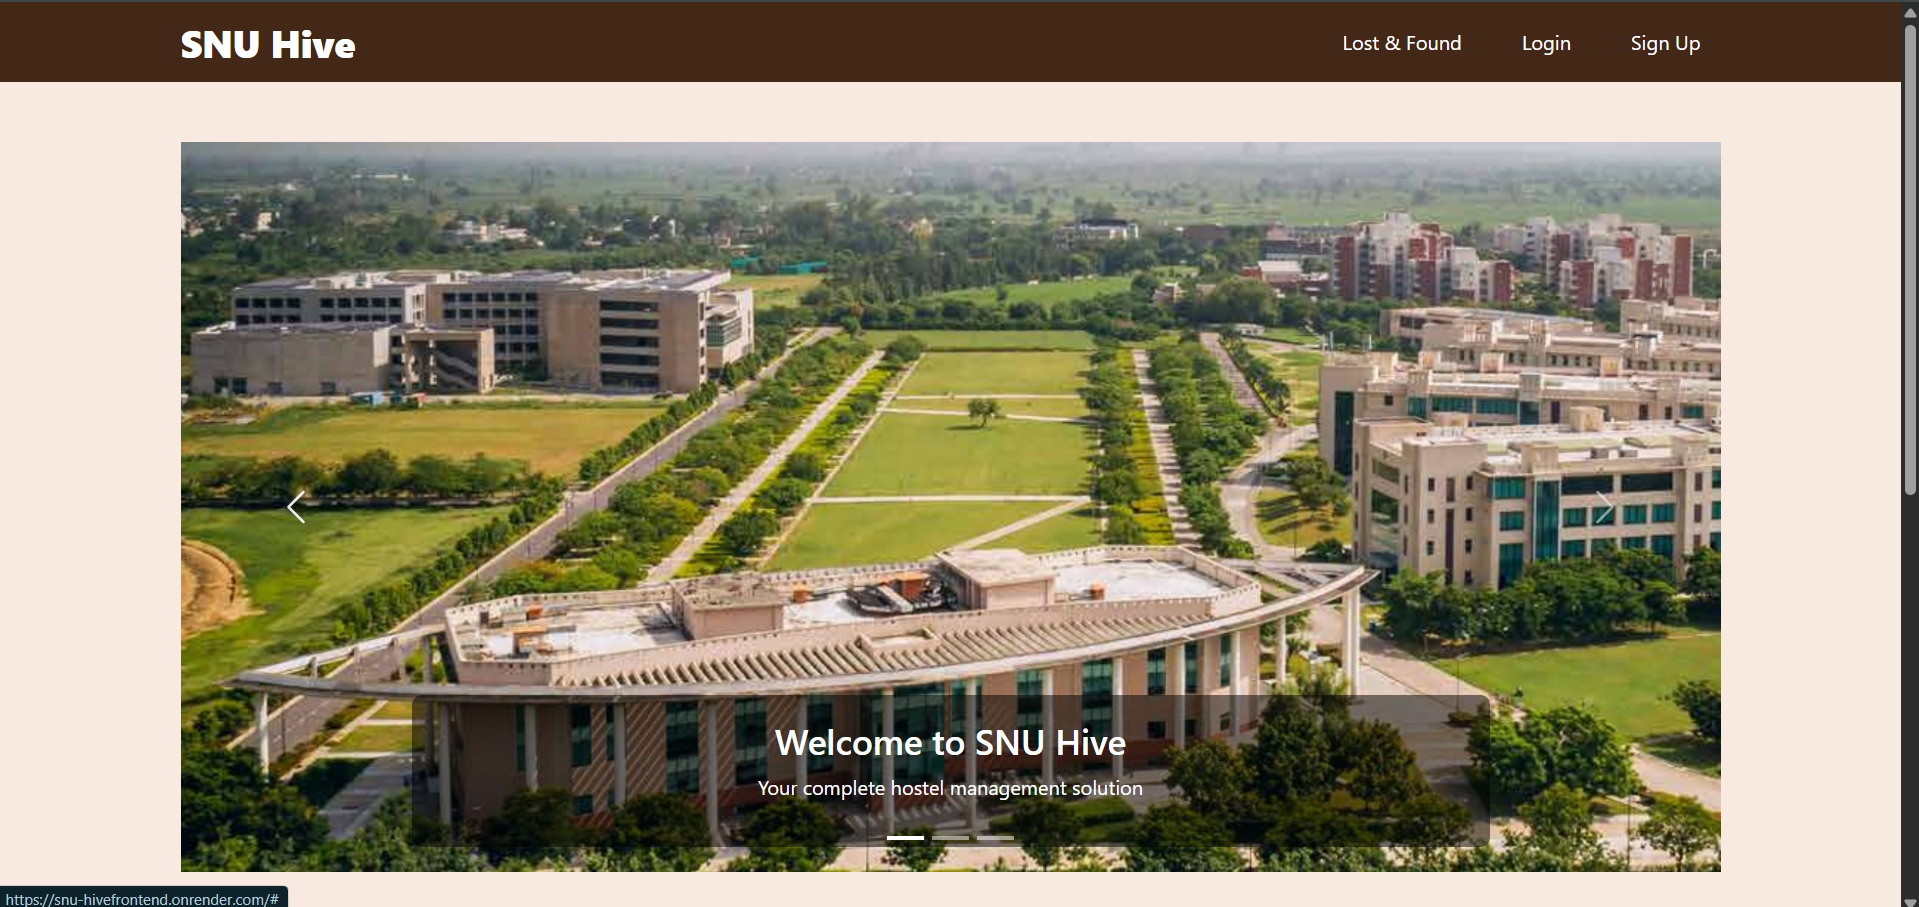 SNU Hive
Lost & Found
Login
Sign Up
Welcome to SNU Hive
Your complete hostel management solution
https://snu-hivefrontend.onrender.com/#